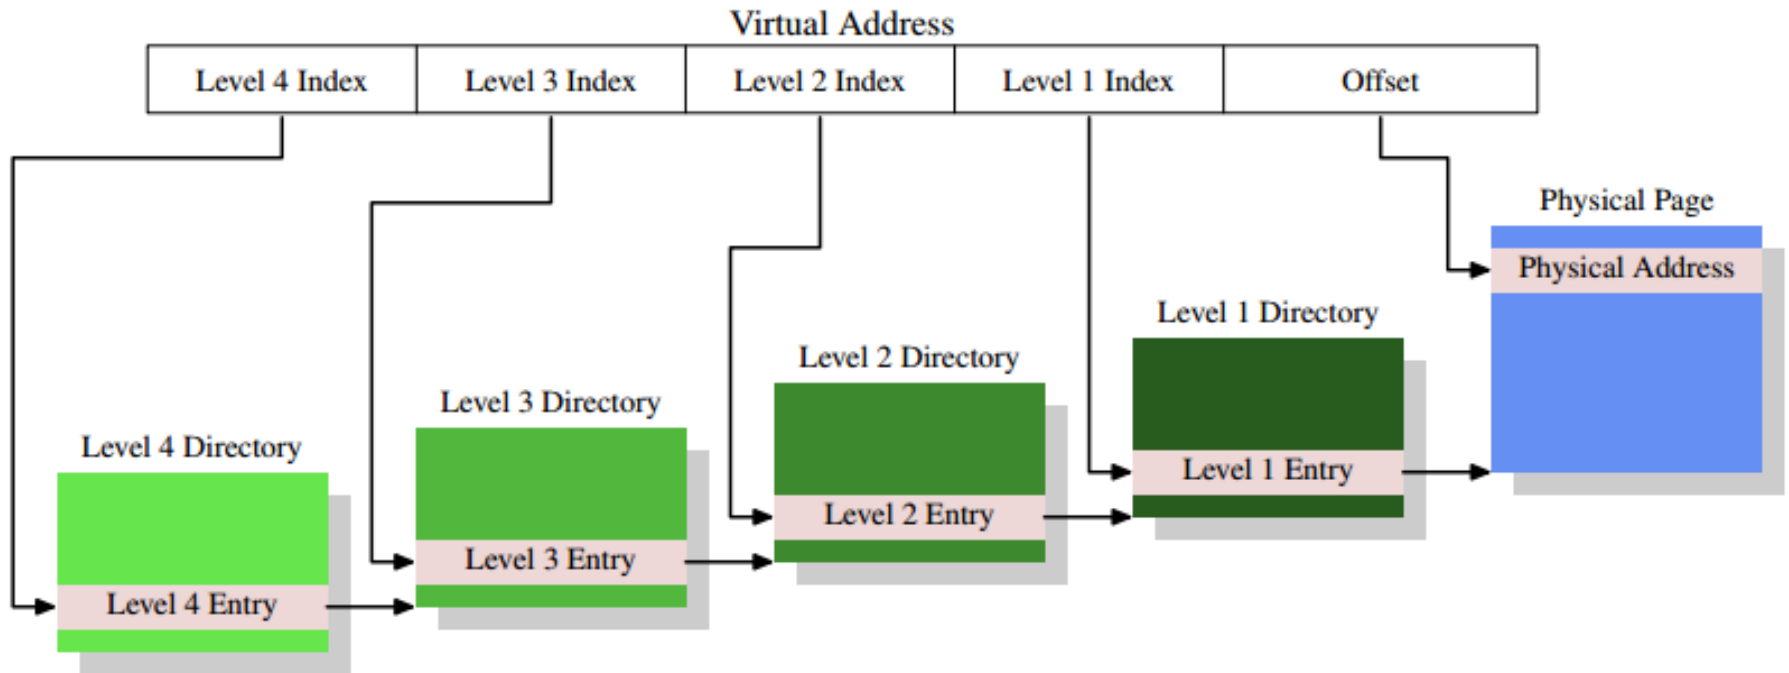 Virtual Address
Level 4 Index
Level 3 Index
Level 2 Index
Level 1 Index
Offset
Physical Page
Physical Address
Level 1 Directory
Level 2 Directory
Level 3 Directory
Level 4 Directory
Level 1 Entry
Level 2 Entry
Level 3 Entry
Level 4 Entry